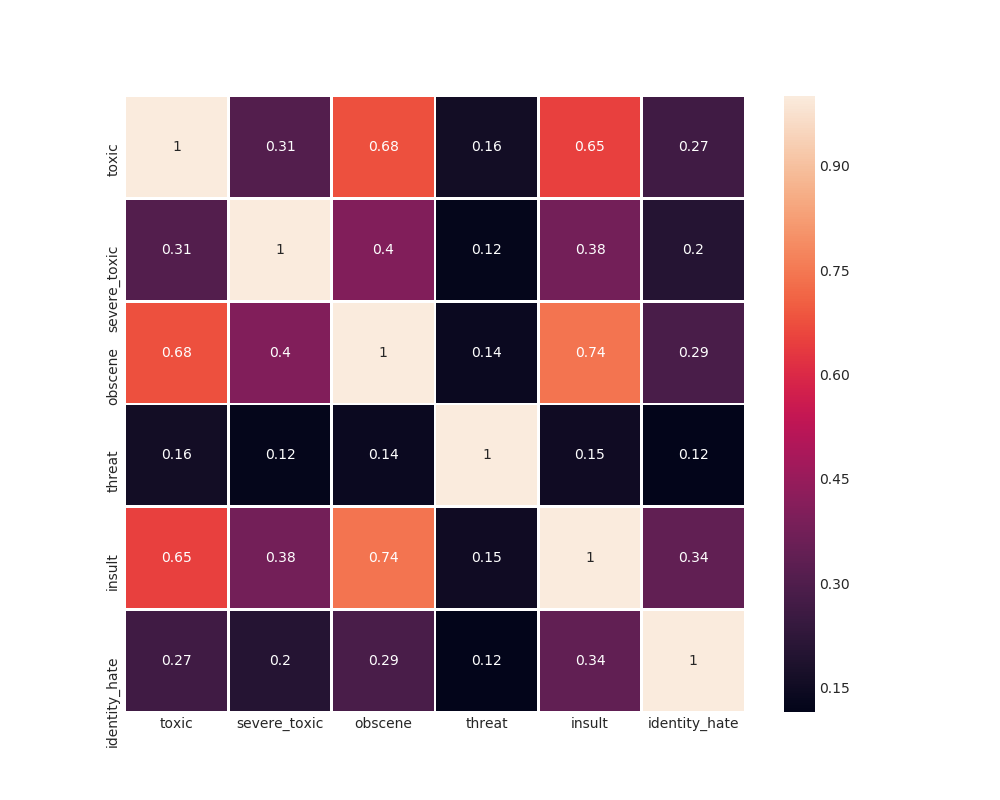 toxic 1 0.31 0.68 0.16 0.65 0.27
severe_toxic 0.31 1 0.4 0.12 0.38 0.2
obscene 0.68 0.4 1 0.14 0.74 0.29
threat 0.16 0.12 0.14 1 0.15 0.12
insult 0.65 0.38 0.74 0.15 1 0.34
identity_hate 0.27 0.2 0.29 0.12 0.34 1
toxic severe_toxic obscene threat insult identity_hate
0.90
0.75
0.60
0.45
0.30
0.15